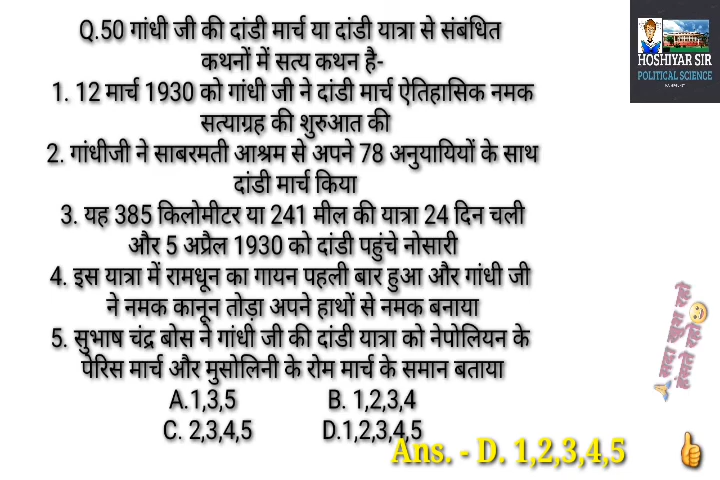 Q.50 गांधी जी की दांडी मार्च या दांडी यात्रा से संबंधित
कथनों में सत्य कथन है-
1. 12 मार्च 1930 को गांधी जी ने दांडी मार्च ऐतिहासिक नमक
सत्याग्रह की शुरुआत की
2. गांधीजी ने साबरमती आश्रम से अपने 78 अनुयायियों के साथ
दांडी मार्च किया
3. यह 385 किलोमीटर या 241 मील की यात्रा 24 दिन चली
और 5 अप्रैल 1930 को दांडी पहुंचे नोसारी
4. इस यात्रा में रामधून का गायन पहली बार हुआ और गांधी जी
ने नमक कानून तोड़ा अपने हाथों से नमक बनाया
5. सुभाष चंद्र बोस ने गांधी जी की दांडी यात्रा को नेपोलियन के
पेरिस मार्च और मुसोलिनी के रोम मार्च के समान बताया
A.1,3,5 B. 1,2,3,4
C. 2,3,4,5 D.1,2,3,4,5
Ans. - D. 1,2,3,4,5
HOSHIYAR SIR
POLITICAL SCIENCE